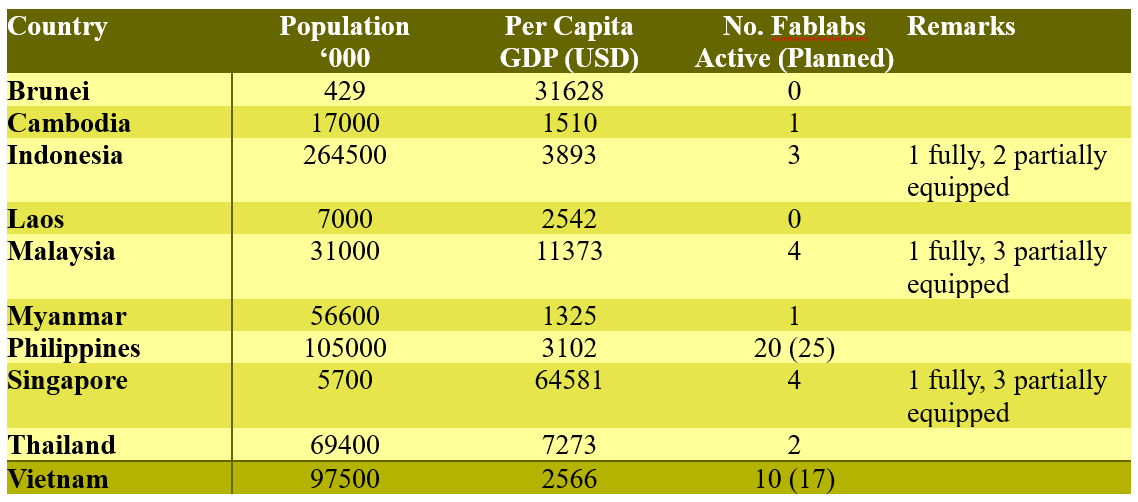 Country Population Per Capita No. Fablabs Remarks
‘000 GDP (USD) Active (Planned)
Brunei 429 31628 0
Cambodia 17000 1510 1
Indonesia 264500 3893 3 1 fully, 2 partially
equipped
Laos 7000 2542 0
Malaysia 31000 11373 4 1 fully, 3 partially
equipped
Myanmar 56600 1325 1
Philippines 105000 3102 20 (25)
Singapore 5700 64581 4 1 fully, 3 partially
equipped
Thailand 69400 7273 2
Vietnam 97500 2566 10 (17)